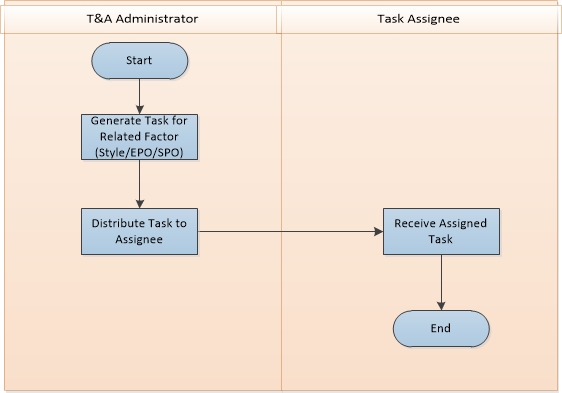 T&A Administrator
Task Assignee
Start
Generate Task for
Related Factor
(Style/EPO/SPO)
Distribute Task to
Assignee
Receive Assigned
Task
End